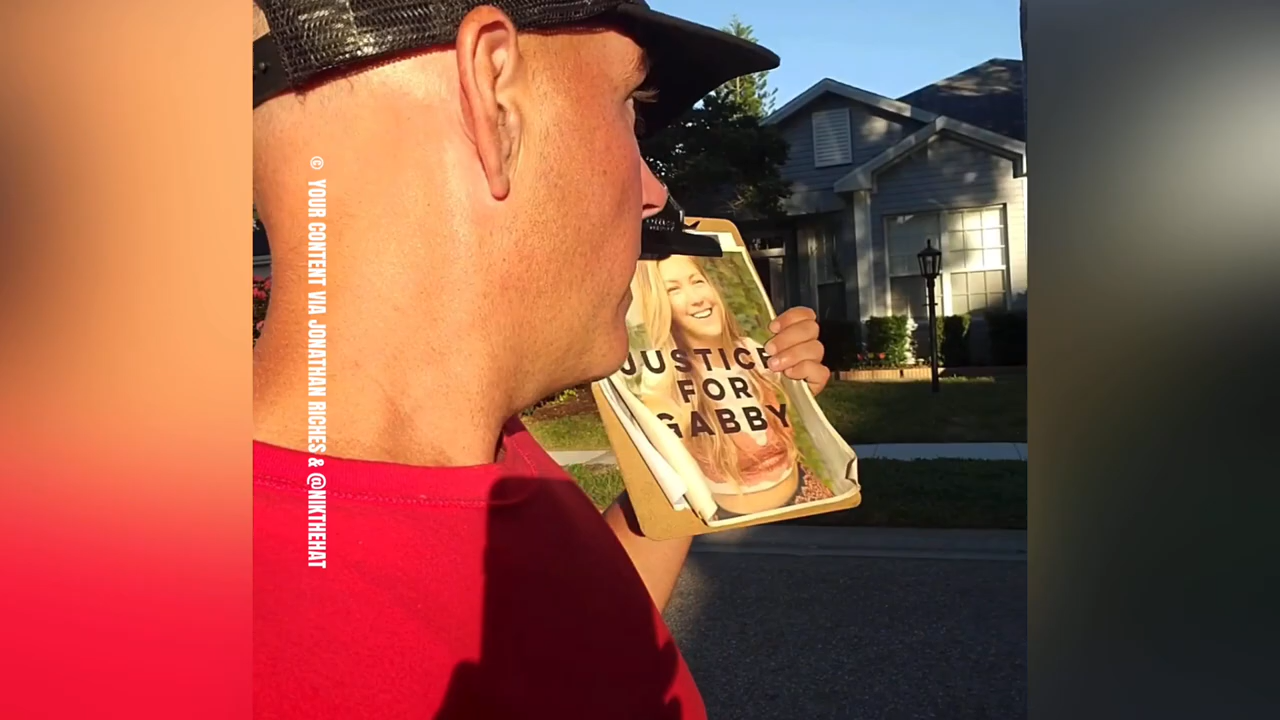 © YOUR CONTENT VIA JONATHAN RICHES & @NIKTHEHAT
JUSTICE
FOR
GABBY